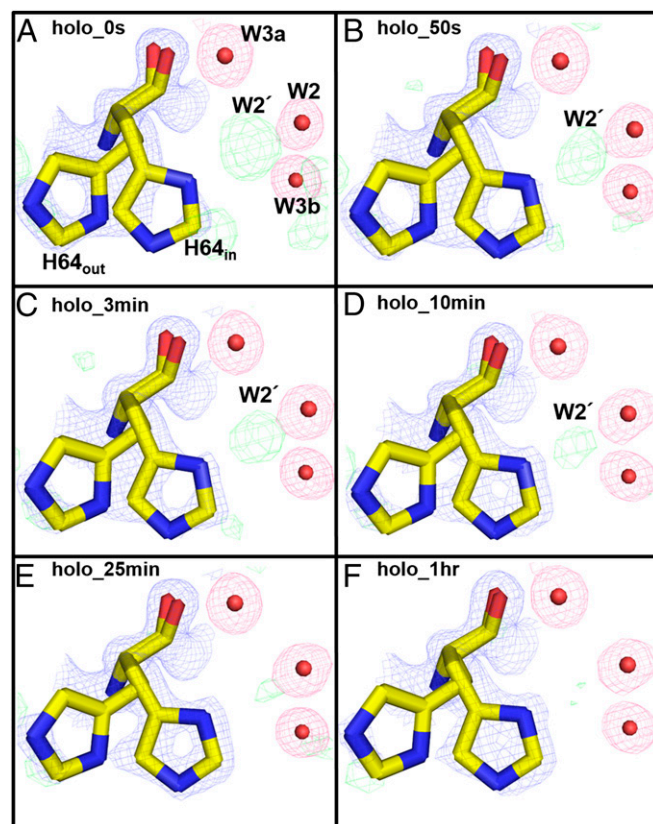 A holo_0s
W3a
W2´ W2
W3b
H64out H64in
B holo_50s
W2´
C holo_3min
W2´
D holo_10min
W2´
E holo_25min
F holo_1hr